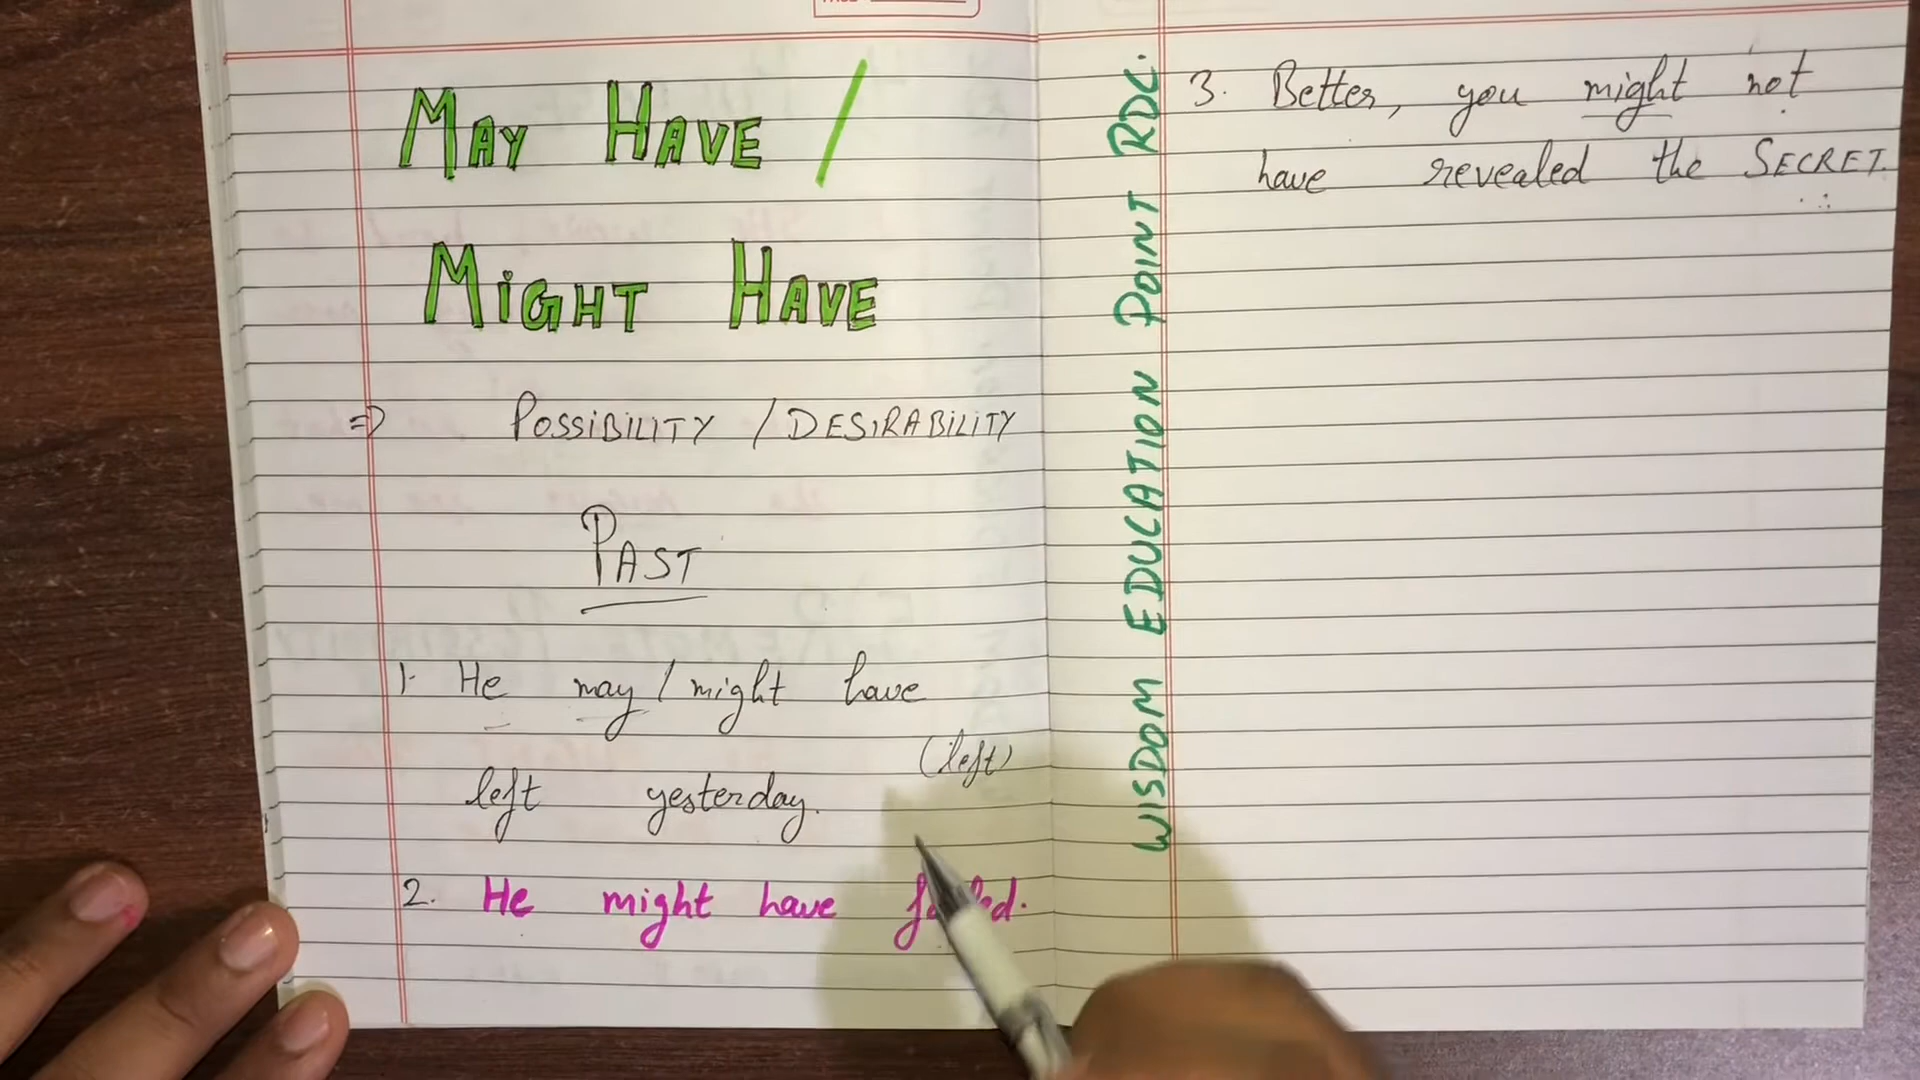 MAY HAVE /
MIGHT HAVE
⇒ POSSIBILITY / DESIRABILITY
PAST
1. He may / might have
(left)
left yesterday.
2. He might have
WISDOM EDUCATION POINT RDC.
3. Better, you might not
have revealed the SECRET.